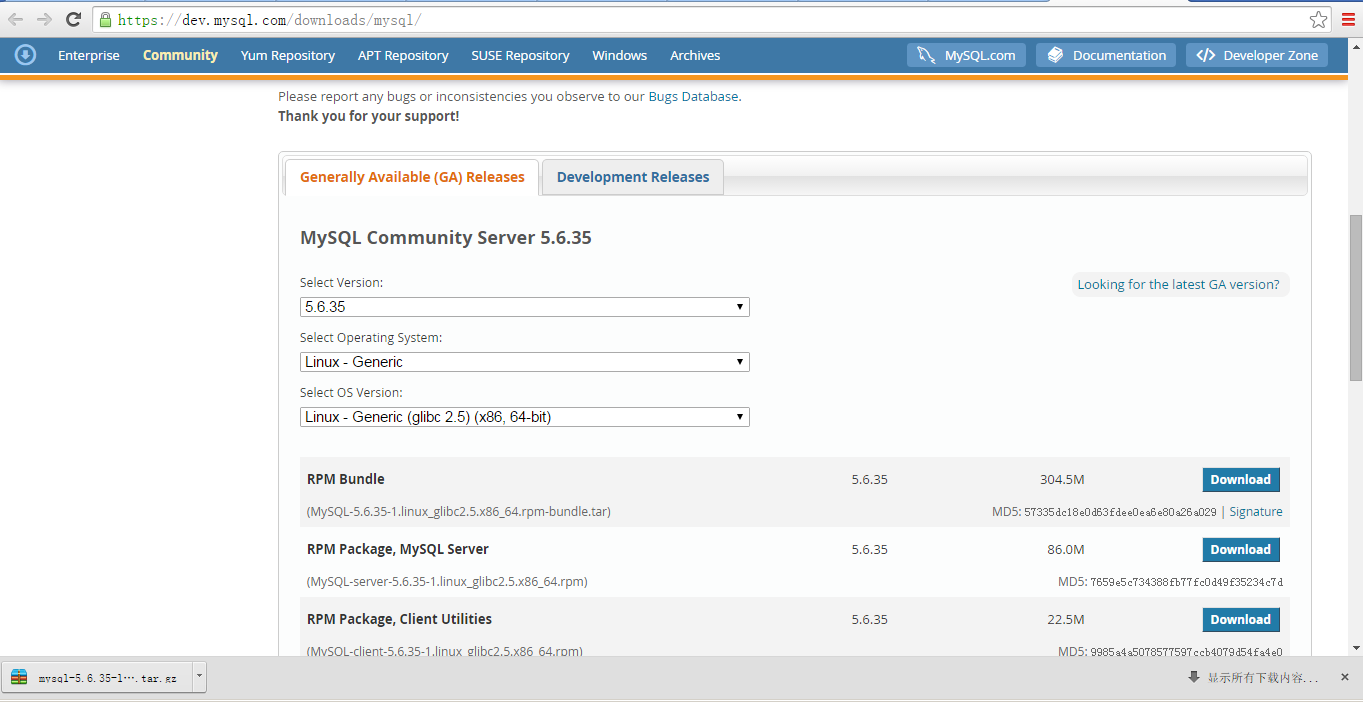 https://dev.mysql.com/downloads/mysql/
Enterprise Community Yum Repository APT Repository SUSE Repository Windows Archives MySQL.com Documentation Developer Zone
Please report any bugs or inconsistencies you observe to our Bugs Database.
Thank you for your support!
Generally Available (GA) Releases Development Releases
MySQL Community Server 5.6.35
Select Version:
Looking for the latest GA version?
5.6.35
Select Operating System:
Linux - Generic
Select OS Version:
Linux - Generic (glibc 2.5) (x86, 64-bit)
RPM Bundle 5.6.35 304.5M Download
(MySQL-5.6.35-1.linux_glibc2.5.x86_64.rpm-bundle.tar) MD5: 57335dc18e0d63fdee0ea6e80a26a029 | Signature
RPM Package, MySQL Server 5.6.35 86.0M Download
(MySQL-server-5.6.35-1.linux_glibc2.5.x86_64.rpm) MD5: 7659e5c734388fb77fc0d49f35234c7d
RPM Package, Client Utilities 5.6.35 22.5M Download
(MySQL-client-5.6.35-1.linux_glibc2.5.x86_64.rpm) MD5: 9985a4a5078577597ccb4079d54fa4e0
mysql-5.6.35-l….tar.gz 显示所有下载内容...